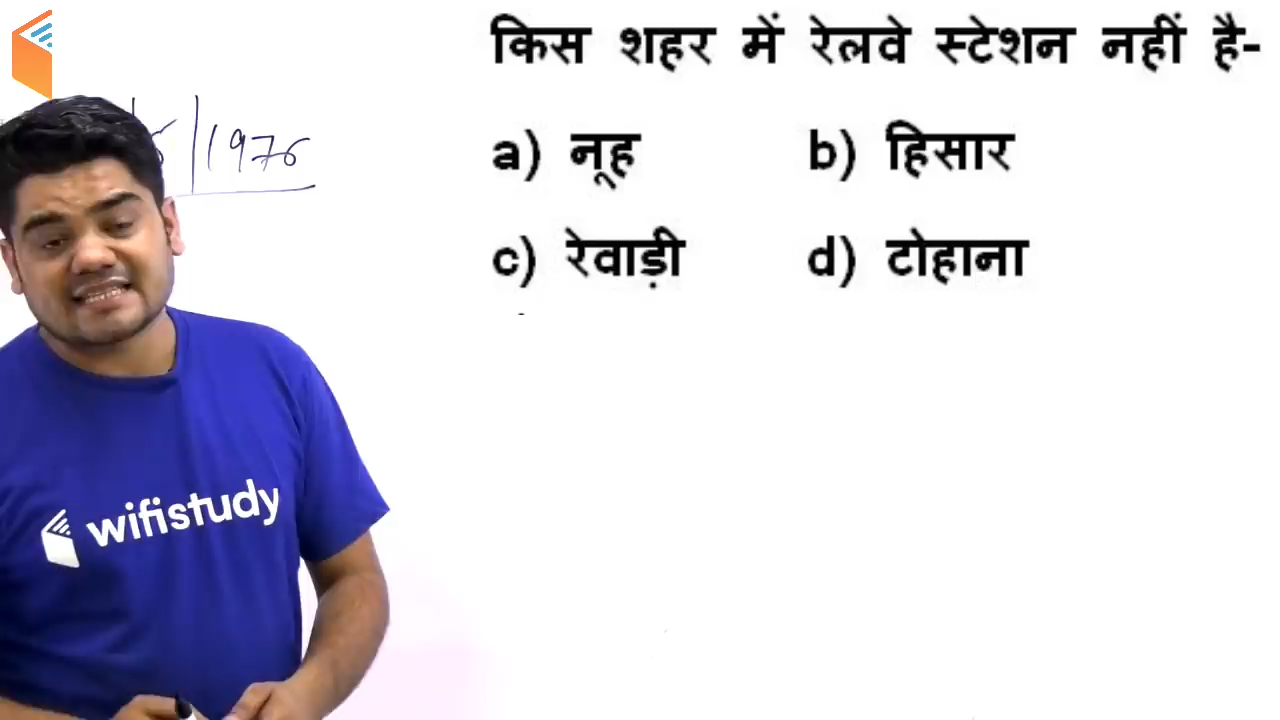 किस शहर में रेलवे स्टेशन नहीं है-
a) नूह b) हिसार
c) रेवाड़ी d) टोहाना
1976
wifistudy